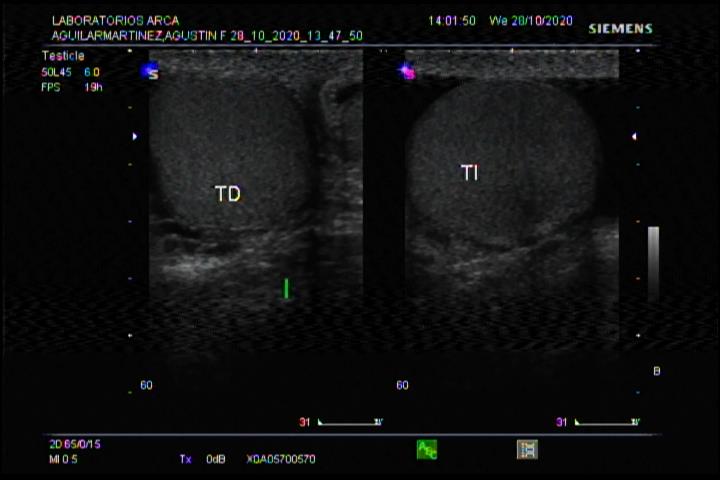 LABORATORIOS ARCA 14:01:50 We 28/10/2020 SIEMENS
AGUILARMARTINEZ,AGUSTIN F 28_10_2020_13_47_50
Testicle
50L45 6.0
FPS 19h
S S
TD TI
60 60
B
31 31
2D 65/0/15
MI 0.5 Tx 0dB X0A05700570